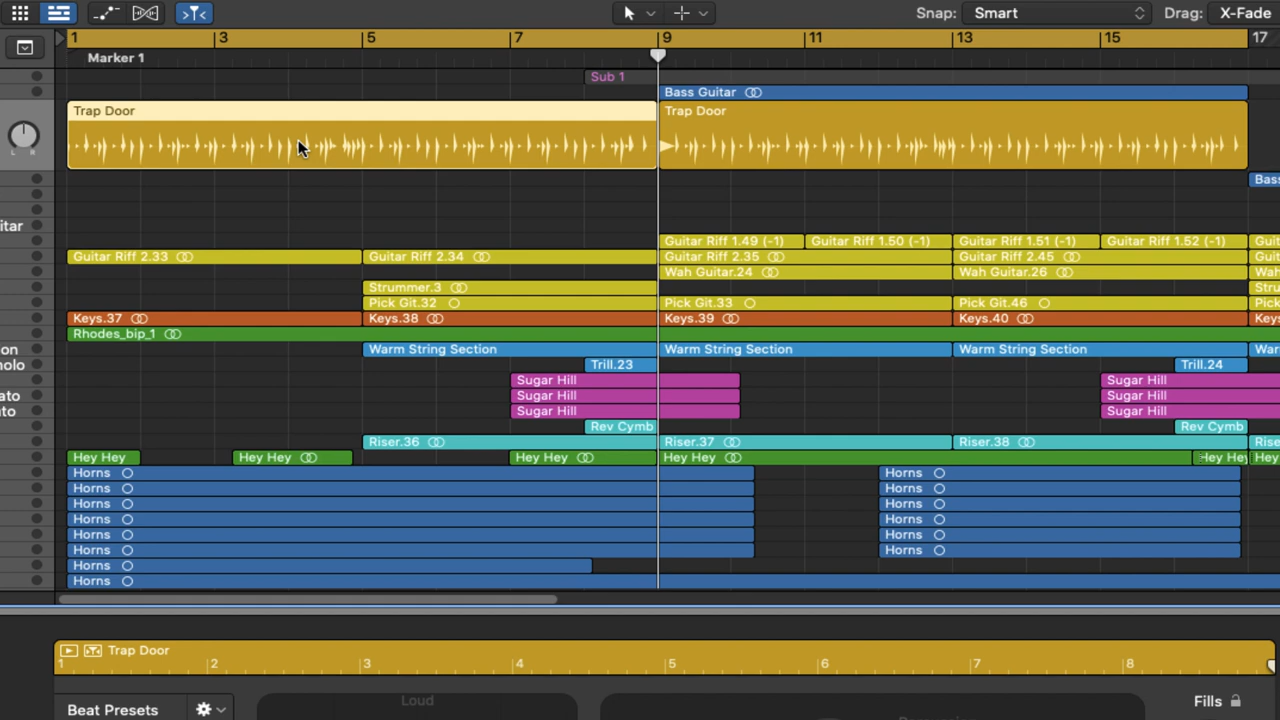 Snap: Smart Drag: X-Fade
1 3 5 7 9 11 13 15 17
Marker 1
Sub 1
Bass Guitar
Trap Door Trap Door
L R
Bass
itar
Guitar Riff 1.49 (-1) Guitar Riff 1.50 (-1) Guitar Riff 1.51 (-1) Guitar Riff 1.52 (-1) Guit
Guitar Riff 2.33 Guitar Riff 2.34 Guitar Riff 2.35 Guitar Riff 2.45 Guit
Wah Guitar.24 Wah Guitar.26
Strummer.3 Stru
Pick Git.32 Pick Git.33 Pick Git.46 Pick
Keys.37 Keys.38 Keys.39 Keys.40 Keys
Rhodes_bip_1
on Warm String Section Warm String Section Warm String Section War
olo Trill.23 Trill.24
Sugar Hill Sugar Hill
ato Sugar Hill Sugar Hill
to Sugar Hill Sugar Hill
Rev Cymb Rev Cymb
Riser.36 Riser.37 Riser.38 Rise
Hey Hey Hey Hey Hey Hey Hey Hey Hey Hey Hey
Horns Horns
Horns Horns
Horns Horns
Horns Horns
Horns Horns
Horns Horns
Horns
Horns
Trap Door
1 2 3 4 5 6 7 8
Beat Presets Loud Fills